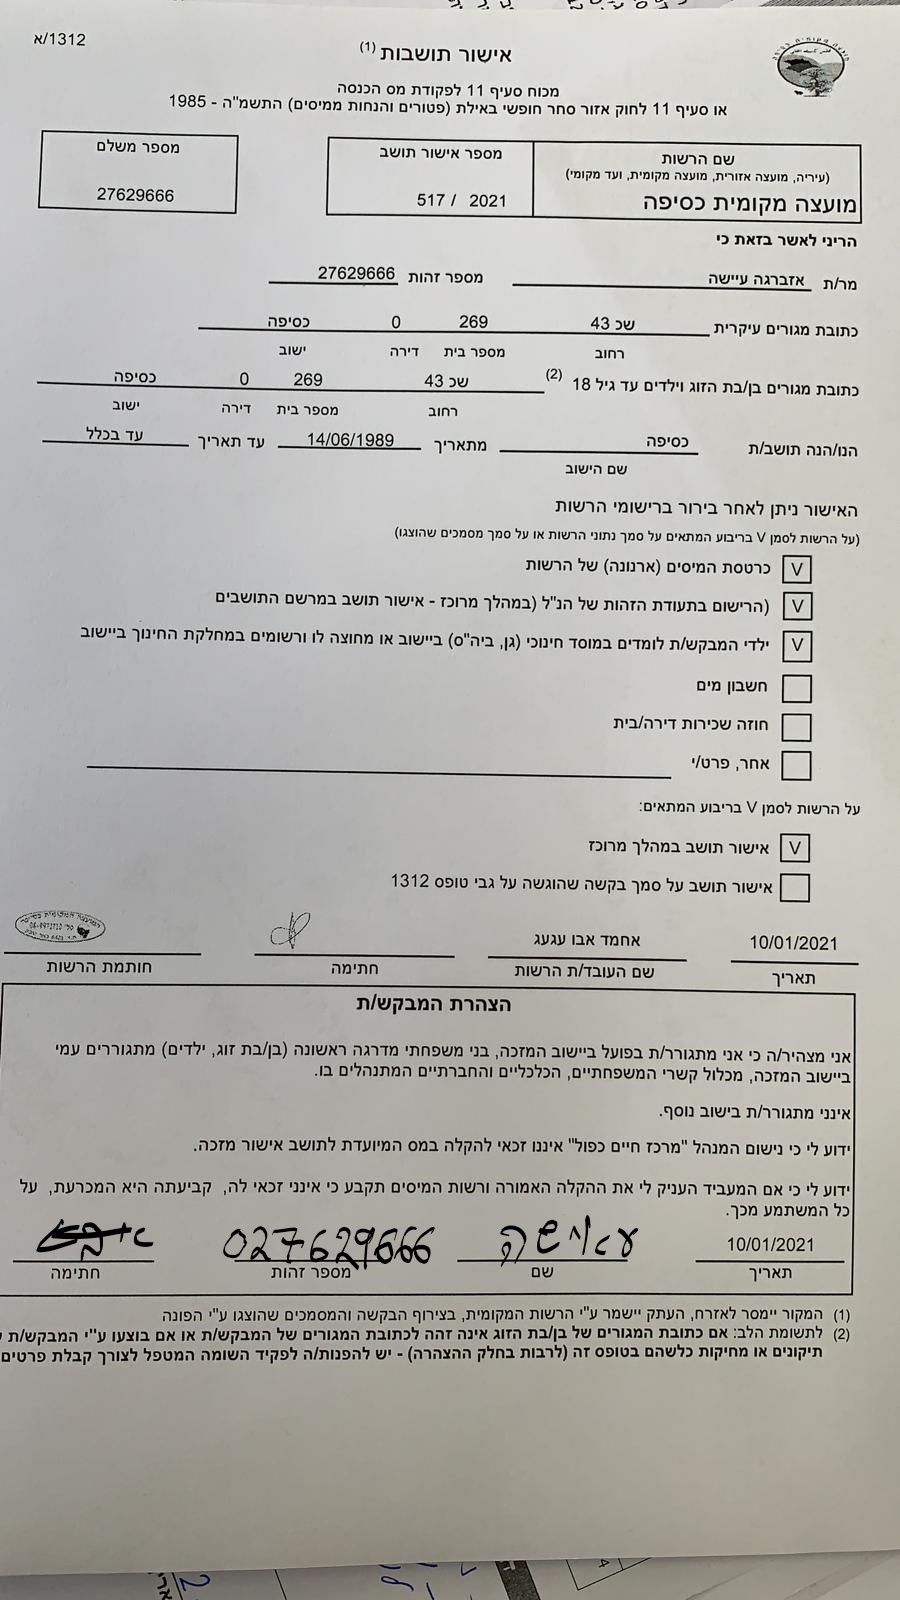 1312/א
אישור תושבות (1)
מכוח סעיף 11 לפקודת מס הכנסה
או סעיף 11 לחוק אזור סחר חופשי באילת (פטורים והנחות ממיסים) התשמ"ה - 1985
שם הרשות
(עיריה, מועצה אזורית, מועצה מקומית, ועד מקומי)
מועצה מקומית כסיפה
מספר אישור תושב
517 / 2021
מספר משלם
27629666
הריני לאשר בזאת כי
מר/ת אזברגה עיישה מספר זהות 27629666
כתובת מגורים עיקרית שכ 43 269 0 כסיפה
רחוב מספר בית דירה ישוב
כתובת מגורים בן/בת הזוג וילדים עד גיל 18 (2) שכ 43 269 0 כסיפה
רחוב מספר בית דירה ישוב
הנו/הנה תושב/ת כסיפה מתאריך 14/06/1989 עד תאריך עד בכלל
שם הישוב
האישור ניתן לאחר בירור ברישומי הרשות
(על הרשות לסמן V בריבוע המתאים על סמך נתוני הרשות או על סמך מסמכים שהוצגו)
V כרטסת המיסים (ארנונה) של הרשות
V (הרישום בתעודת הזהות של הנ"ל (במהלך מרוכז - אישור תושב במרשם התושבים
V ילדי המבקש/ת לומדים במוסד חינוכי (גן, ביה"ס) ביישוב או מחוצה לו ורשומים במחלקת החינוך ביישוב
חשבון מים
חוזה שכירות דירה/בית
אחר, פרט/י
על הרשות לסמן V בריבוע המתאים:
V אישור תושב במהלך מרוכז
אישור תושב על סמך בקשה שהוגשה על גבי טופס 1312
10/01/2021 אחמד אבו עגעג
תאריך שם העובד/ת הרשות חתימה חותמת הרשות
הצהרת המבקש/ת
אני מצהיר/ה כי אני מתגורר/ת בפועל ביישוב המזכה, בני משפחתי מדרגה ראשונה (בן/בת זוג, ילדים) מתגוררים עמי
ביישוב המזכה, מכלול קשרי המשפחתיים, הכלכליים והחברתיים המתנהלים בו.
אינני מתגורר/ת בישוב נוסף.
ידוע לי כי נישום המנהל "מרכז חיים כפול" איננו זכאי להקלה במס המיועדת לתושב אישור מזכה.
ידוע לי כי אם המעביד העניק לי את ההקלה האמורה ורשות המיסים תקבע כי אינני זכאי לה, קביעתה היא המכרעת, על
כל המשתמע מכך.
10/01/2021 עאישה 027629666
תאריך שם מספר זהות חתימה
(1) המקור יימסר לאזרח, העתק יישמר ע"י הרשות המקומית, בצירוף הבקשה והמסמכים שהוצגו ע"י הפונה
(2) לתשומת הלב: אם כתובת המגורים של בן/בת הזוג אינה זהה לכתובת המגורים של המבקש/ת או אם בוצעו ע"י המבקש/ת
תיקונים או מחיקות כלשהם בטופס זה (לרבות בחלק ההצהרה) - יש להפנות/ה לפקיד השומה המטפל לצורך קבלת פרטים